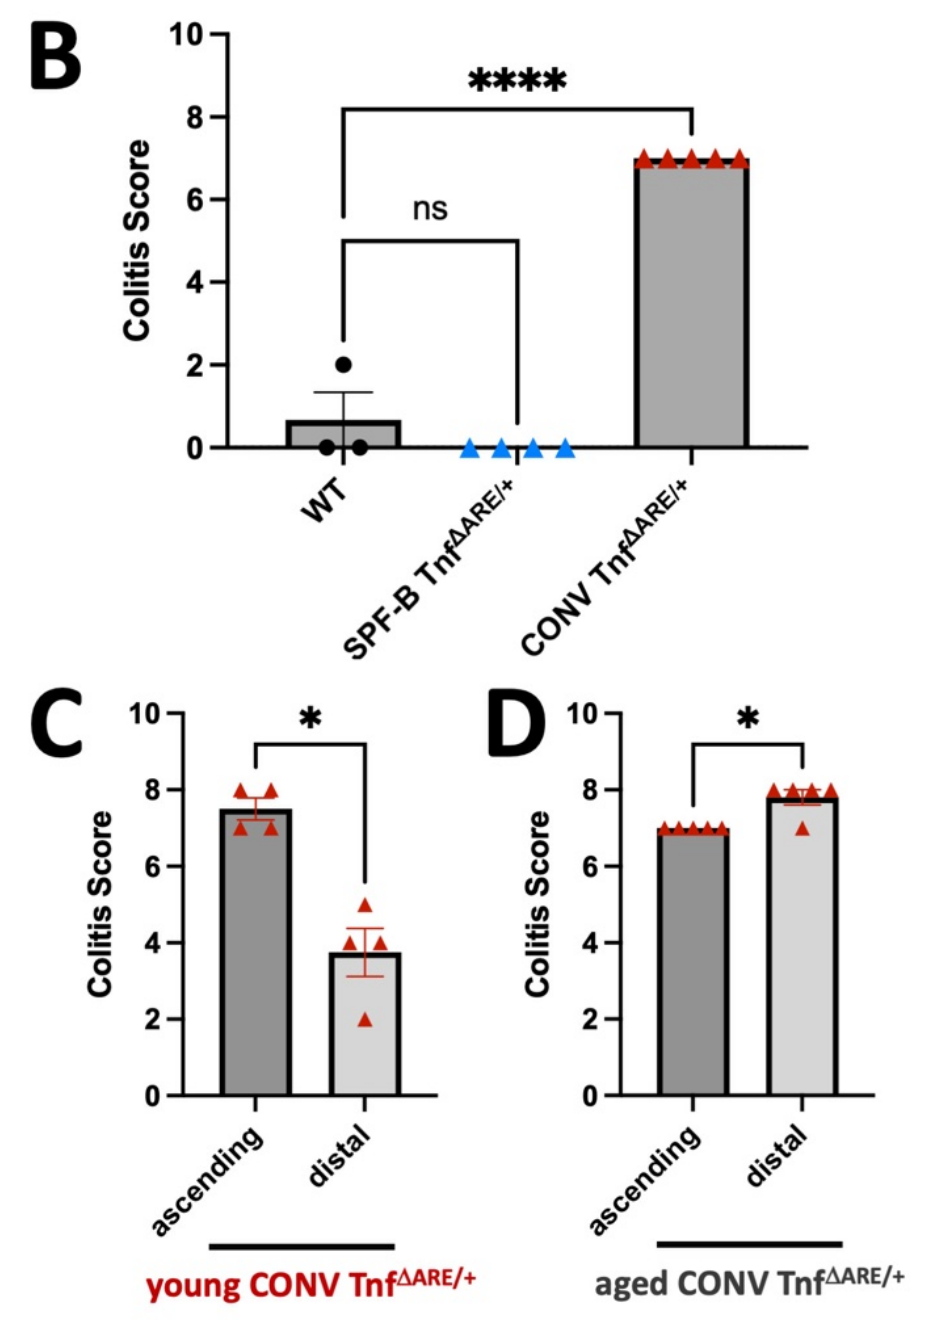 B
10
8
6
4
2
0
Colitis Score
****
ns
WT
SPF-B Tnf^ΔARE/+
CONV Tnf^ΔARE/+
C
10
8
6
4
2
0
Colitis Score
*
ascending
distal
young CONV Tnf^ΔARE/+
D
10
8
6
4
2
0
Colitis Score
*
ascending
distal
aged CONV Tnf^ΔARE/+